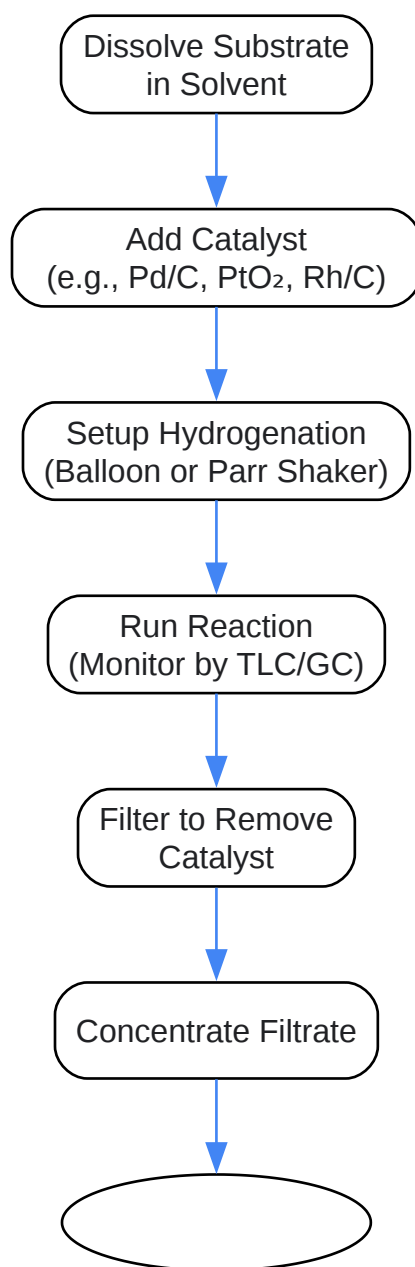 Dissolve Substrate
in Solvent
Add Catalyst
(e.g., Pd/C, PtO₂, Rh/C)
Setup Hydrogenation
(Balloon or Parr Shaker)
Run Reaction
(Monitor by TLC/GC)
Filter to Remove
Catalyst
Concentrate Filtrate